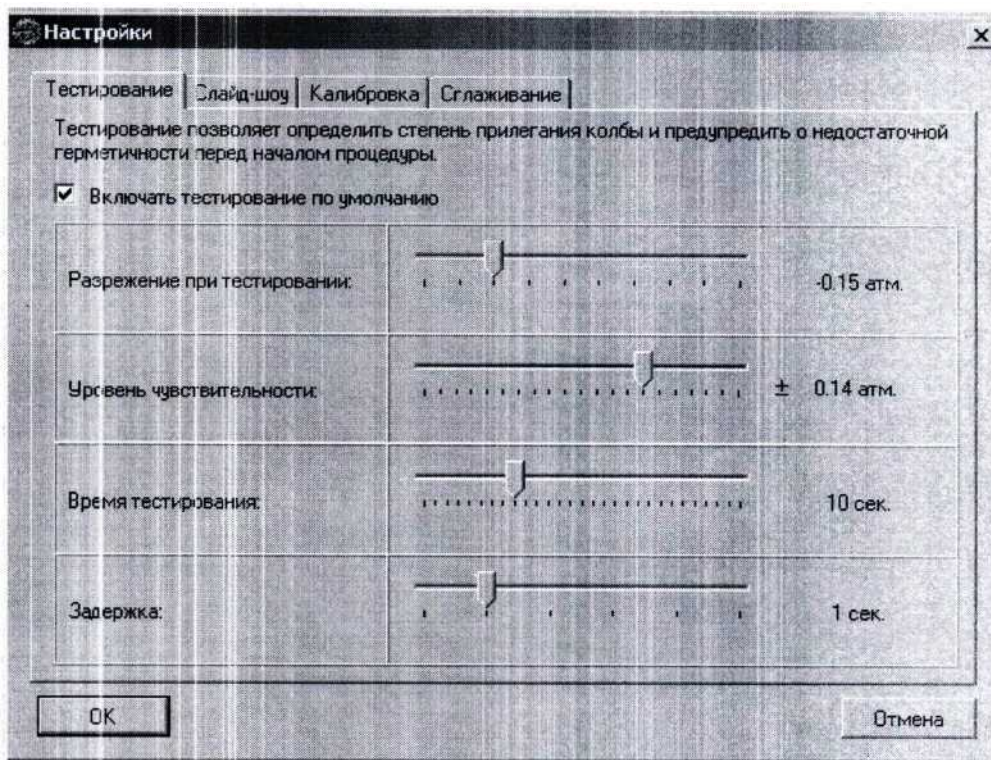 Настройки
Тестирование Слайд-шоу Калибровка Сглаживание
Тестирование позволяет определить степень прилегания колбы и предупредить о недостаточной
герметичности перед началом процедуры.
Включать тестирование по умолчанию
Разрежение при тестировании: -0.15 атм.
Уровень чувствительности: ± 0.14 атм.
Время тестирования: 10 сек.
Задержка: 1 сек.
OK Отмена